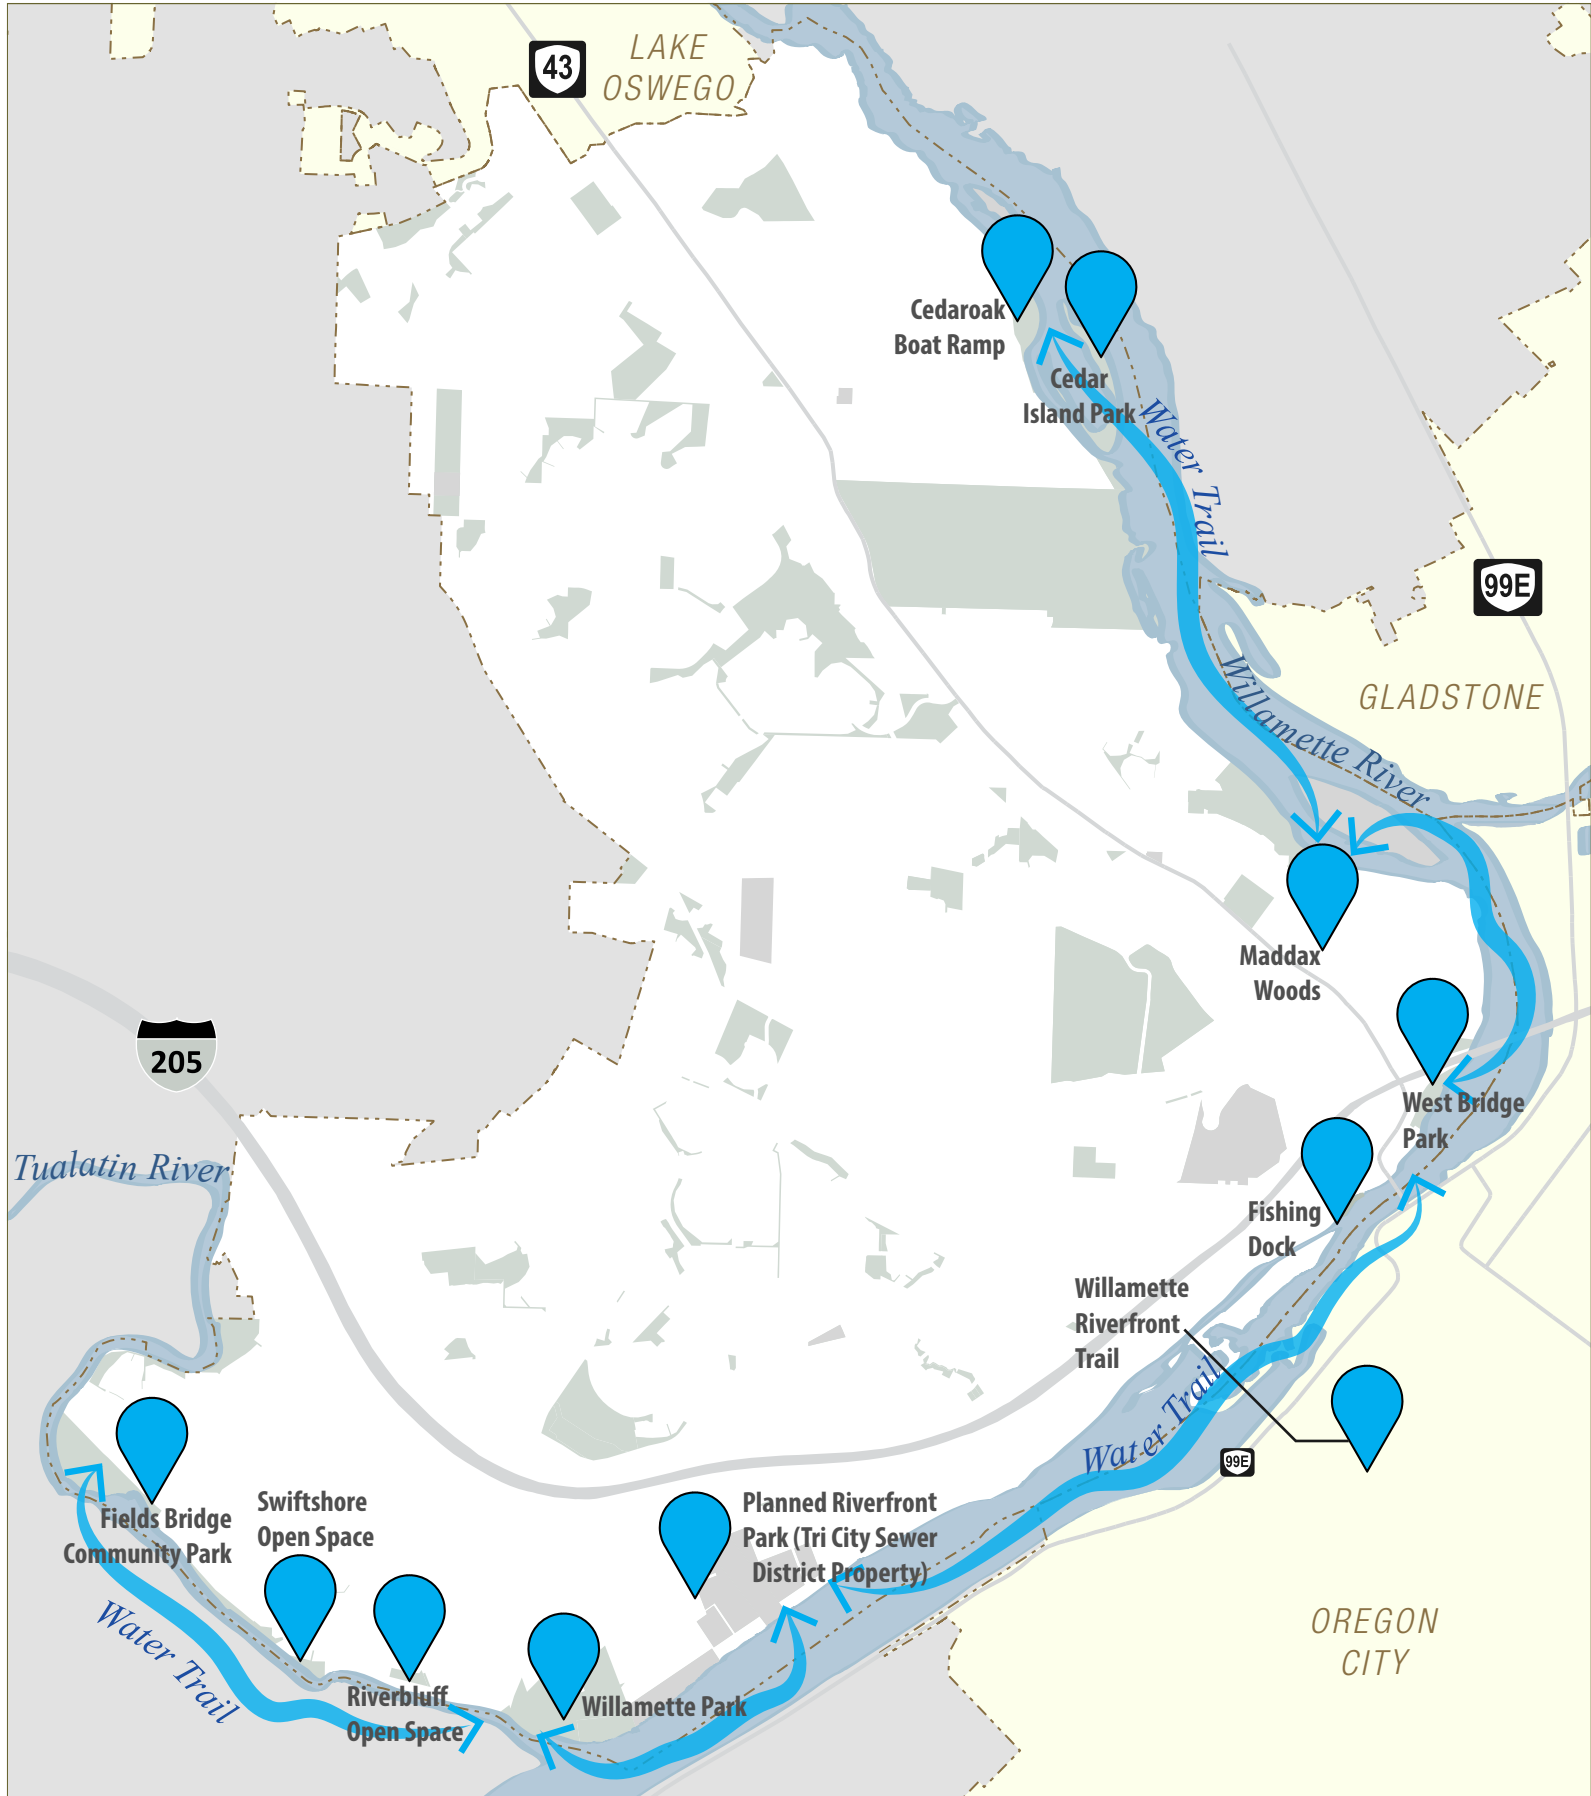 LAKE
OSWEGO
43
Cedaroak
Boat Ramp
Cedar
Island Park
Water Trail
99E
Willamette River
GLADSTONE
Maddax
Woods
205
West Bridge
Park
Tualatin River
Fishing
Dock
Willamette
Riverfront
Trail
Water Trail
99E
Fields Bridge
Community Park
Swiftshore
Open Space
Planned Riverfront
Park (Tri City Sewer
District Property)
Water Trail
Riverbluff
Open Space
Willamette Park
OREGON
CITY